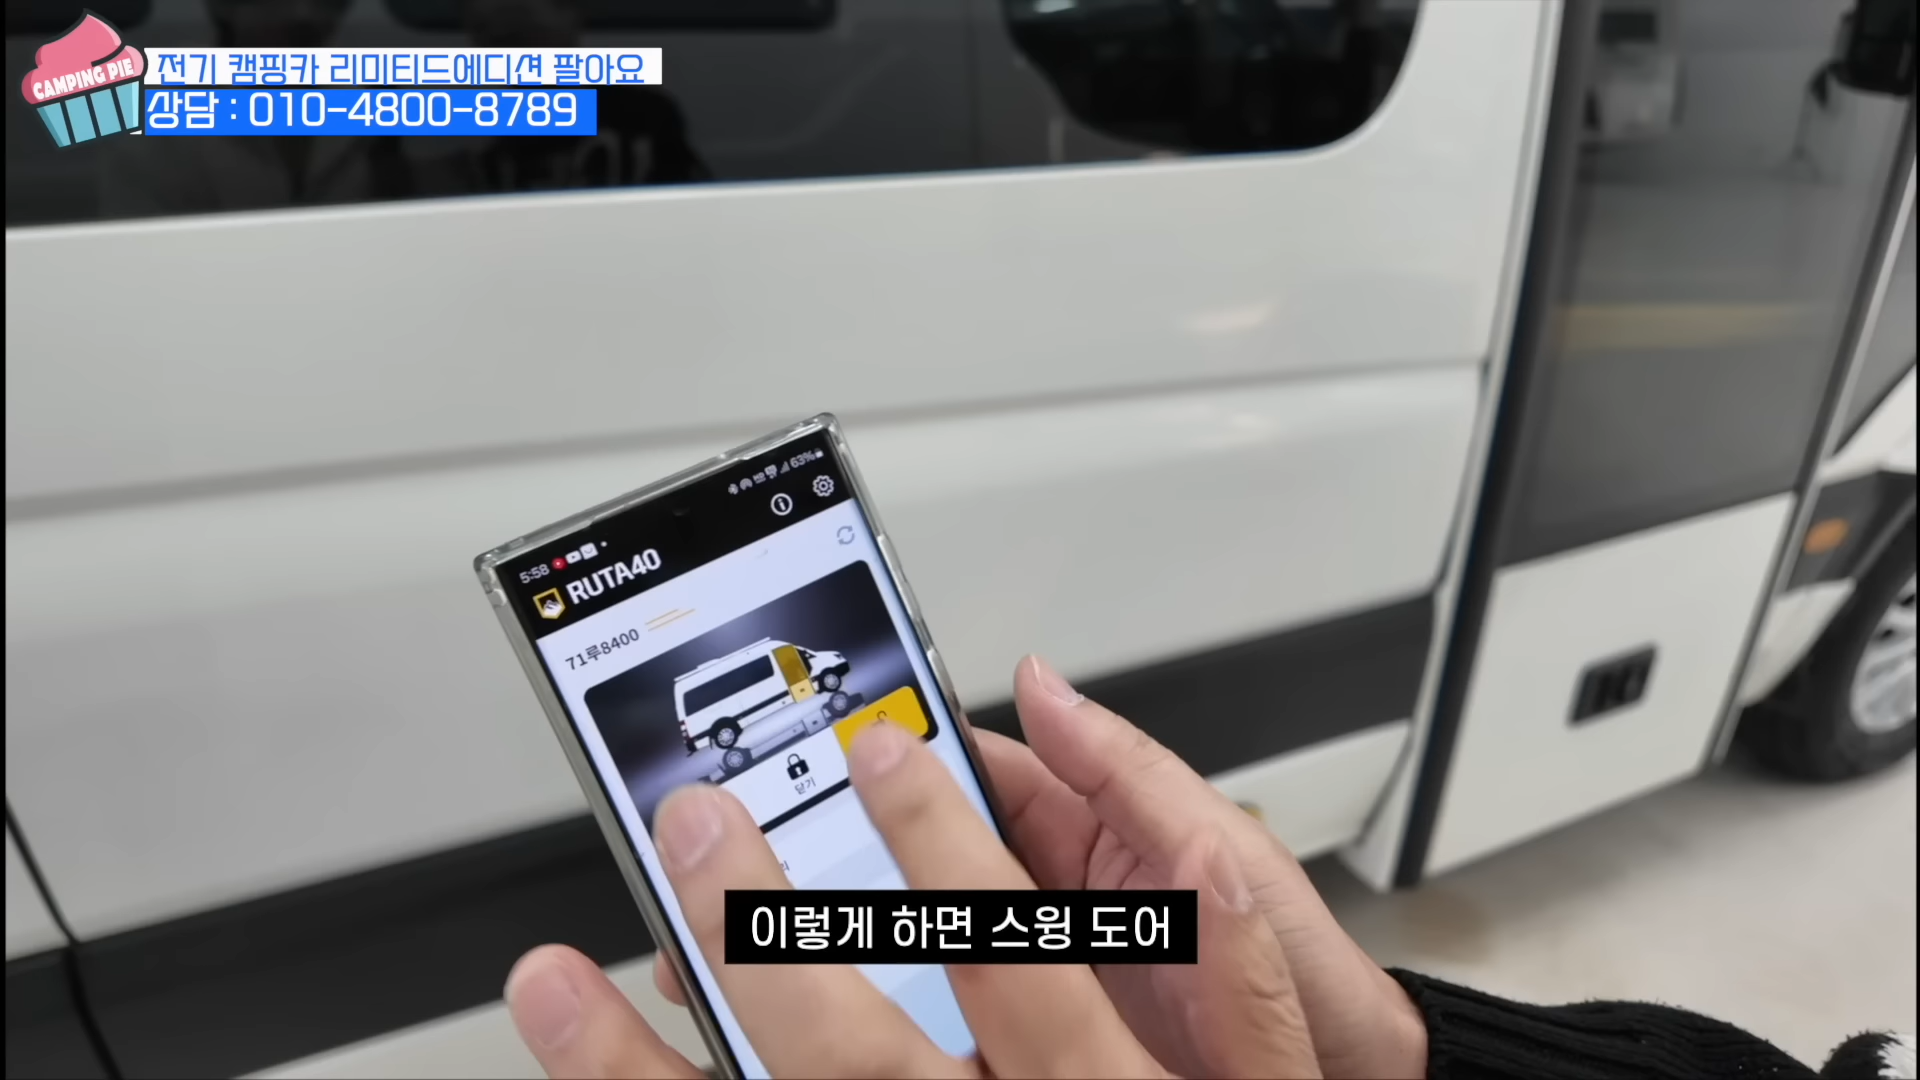 CAMPING PIE
전기 캠핑카 리미티드에디션 팔아요
상담 : 010-4800-8789
5:58
63%
RUTA40
71루8400
닫기
이렇게 하면 스윙 도어